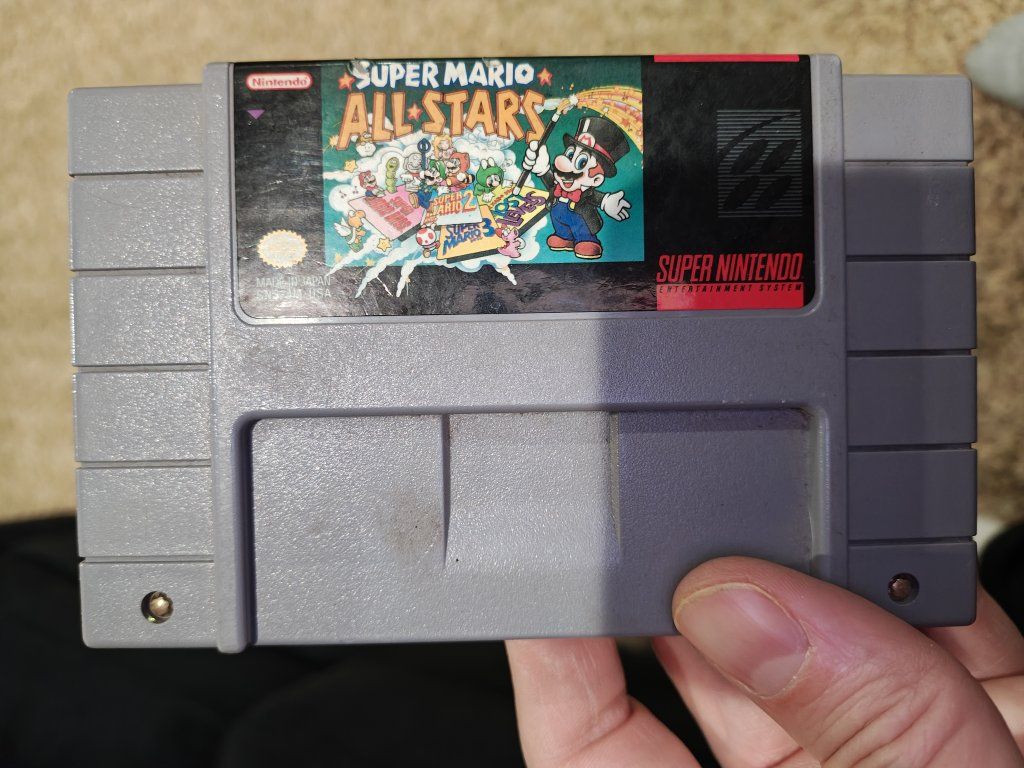 Nintendo
SUPER MARIO
ALL★STARS
SUPER
MARIO 2
SUPER
MARIO 3
MADE IN JAPAN
SUPER NINTENDO
ENTERTAINMENT SYSTEM